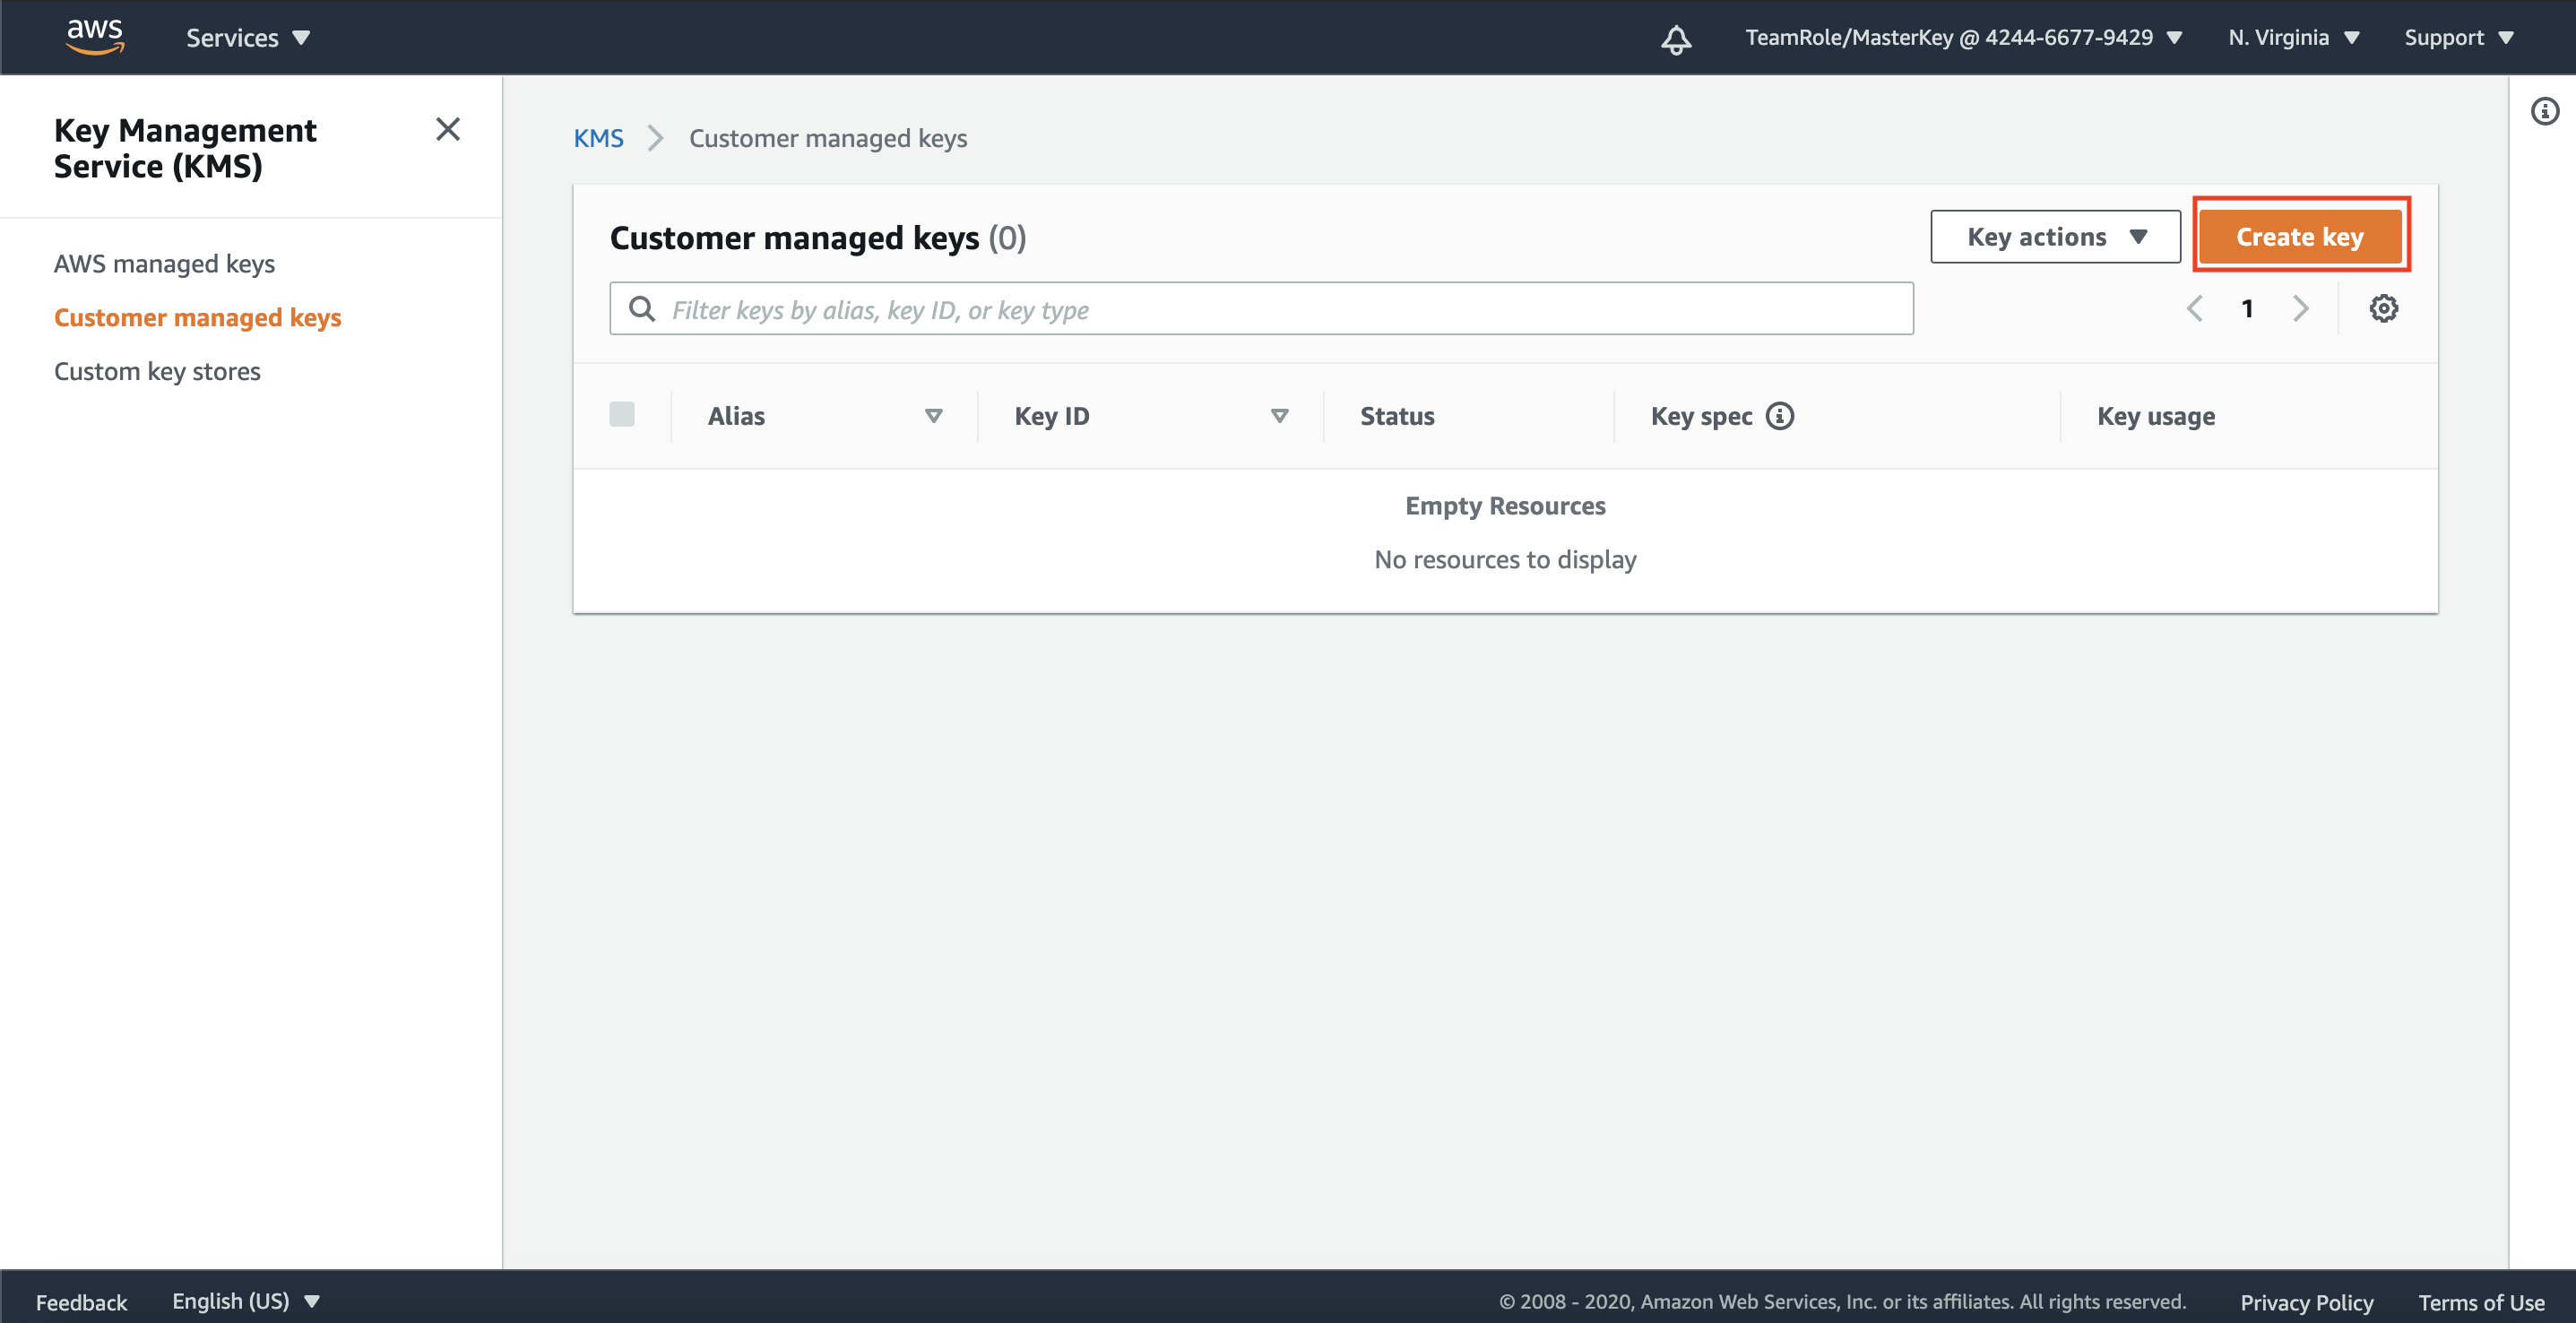 aws
Services
TeamRole/MasterKey @ 4244-6677-9429
N. Virginia
Support
Key Management
Service (KMS)
AWS managed keys
Customer managed keys
Custom key stores
KMS
Customer managed keys
Customer managed keys (0)
Key actions
Create key
Filter keys by alias, key ID, or key type
1
Alias
Key ID
Status
Key spec
Key usage
Empty Resources
No resources to display
Feedback
English (US)
© 2008 - 2020, Amazon Web Services, Inc. or its affiliates. All rights reserved.
Privacy Policy
Terms of Use